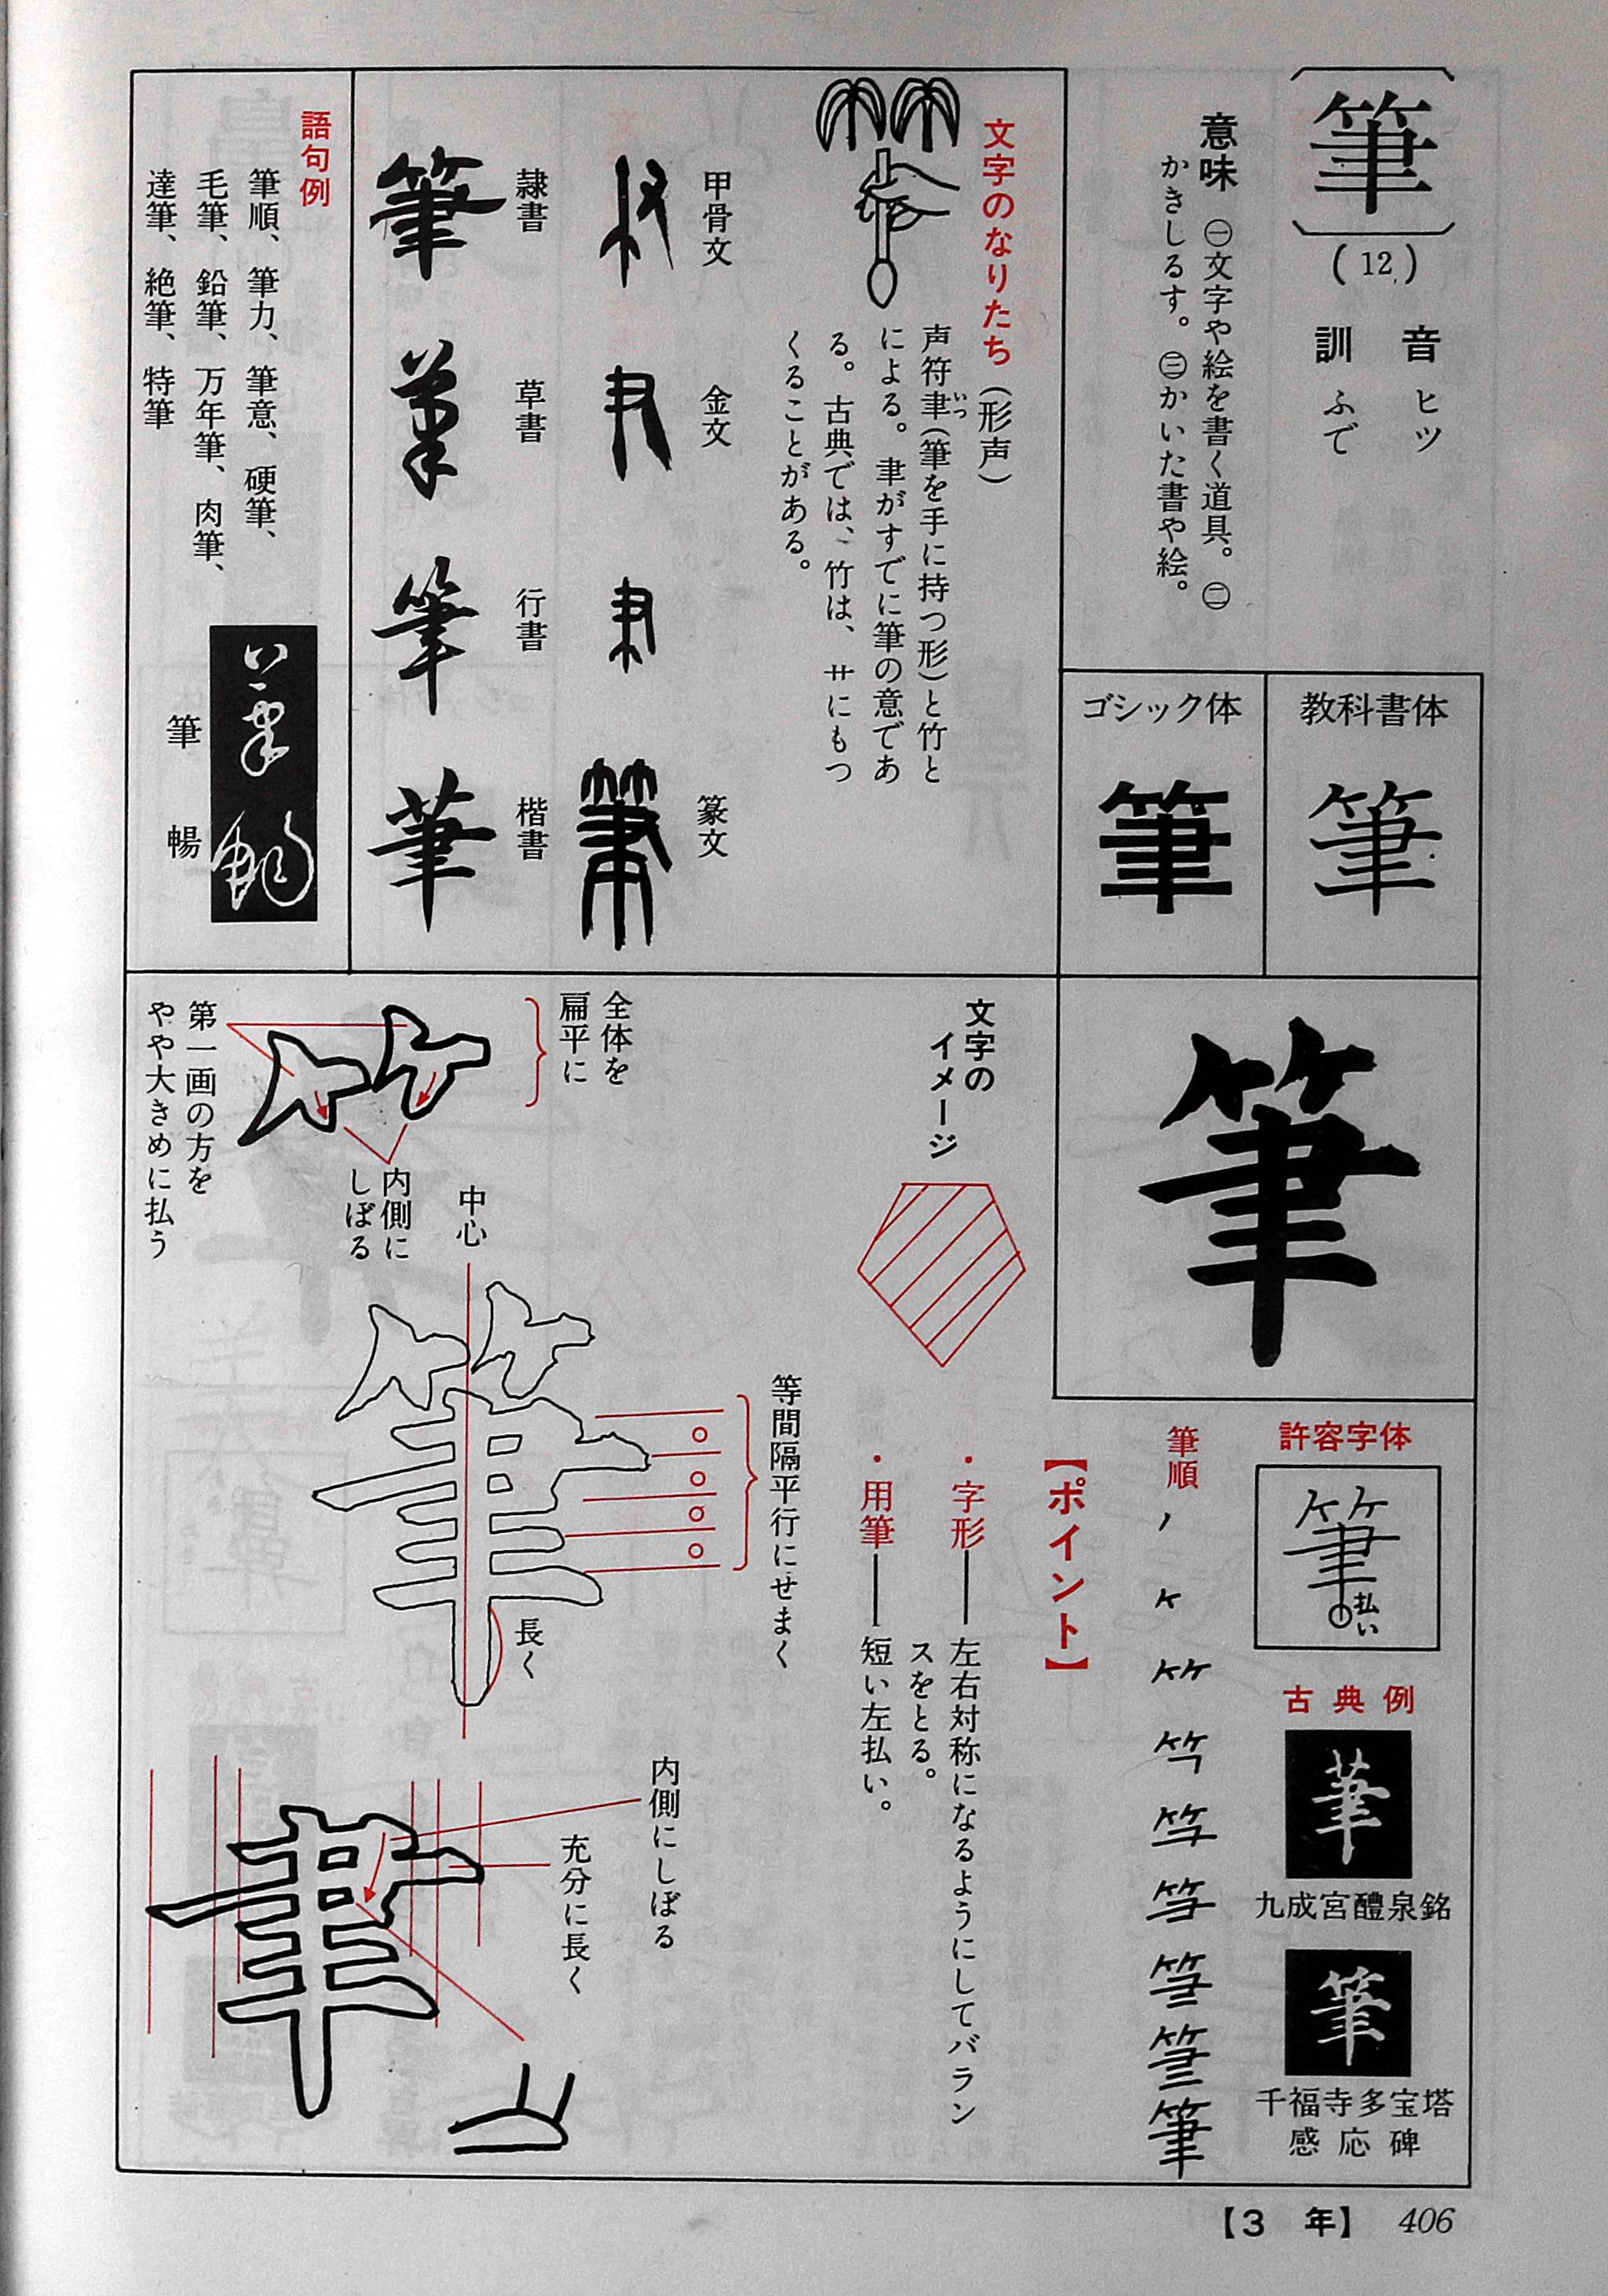 筆
(12)
音 ヒツ
訓 ふで
意味 ㊀文字や絵を書く道具。㊁
かきしるす。㊂かいた書や絵。
教科書体
筆
ゴシック体
筆
文字のなりたち（形声）
声符聿（筆を手に持つ形）と竹と
いつ
による。聿がすでに筆の意であ
る。古典では、竹は、艹にもつ
くることがある。
甲骨文
金文
篆文
隷書
草書
行書
楷書
筆 筆 筆 筆
語句例
筆順、筆力、筆意、硬筆、
毛筆、鉛筆、万年筆、肉筆、
達筆、絶筆、特筆
筆暢
筆 暢
筆
許容字体
筆
払い
古典例
筆
九成宮醴泉銘
筆
千福寺多宝塔
感応碑
筆順
【ポイント】
・字形──左右対称になるようにしてバラン
スをとる。
・用筆──短い左払い。
文字の
イメージ
全体を
扁平に
内側に
しぼる
第一画の方を
やや大きめに払う
中心
等間隔平行にせまく
長く
内側にしぼる
充分に長く
【3 年】 406